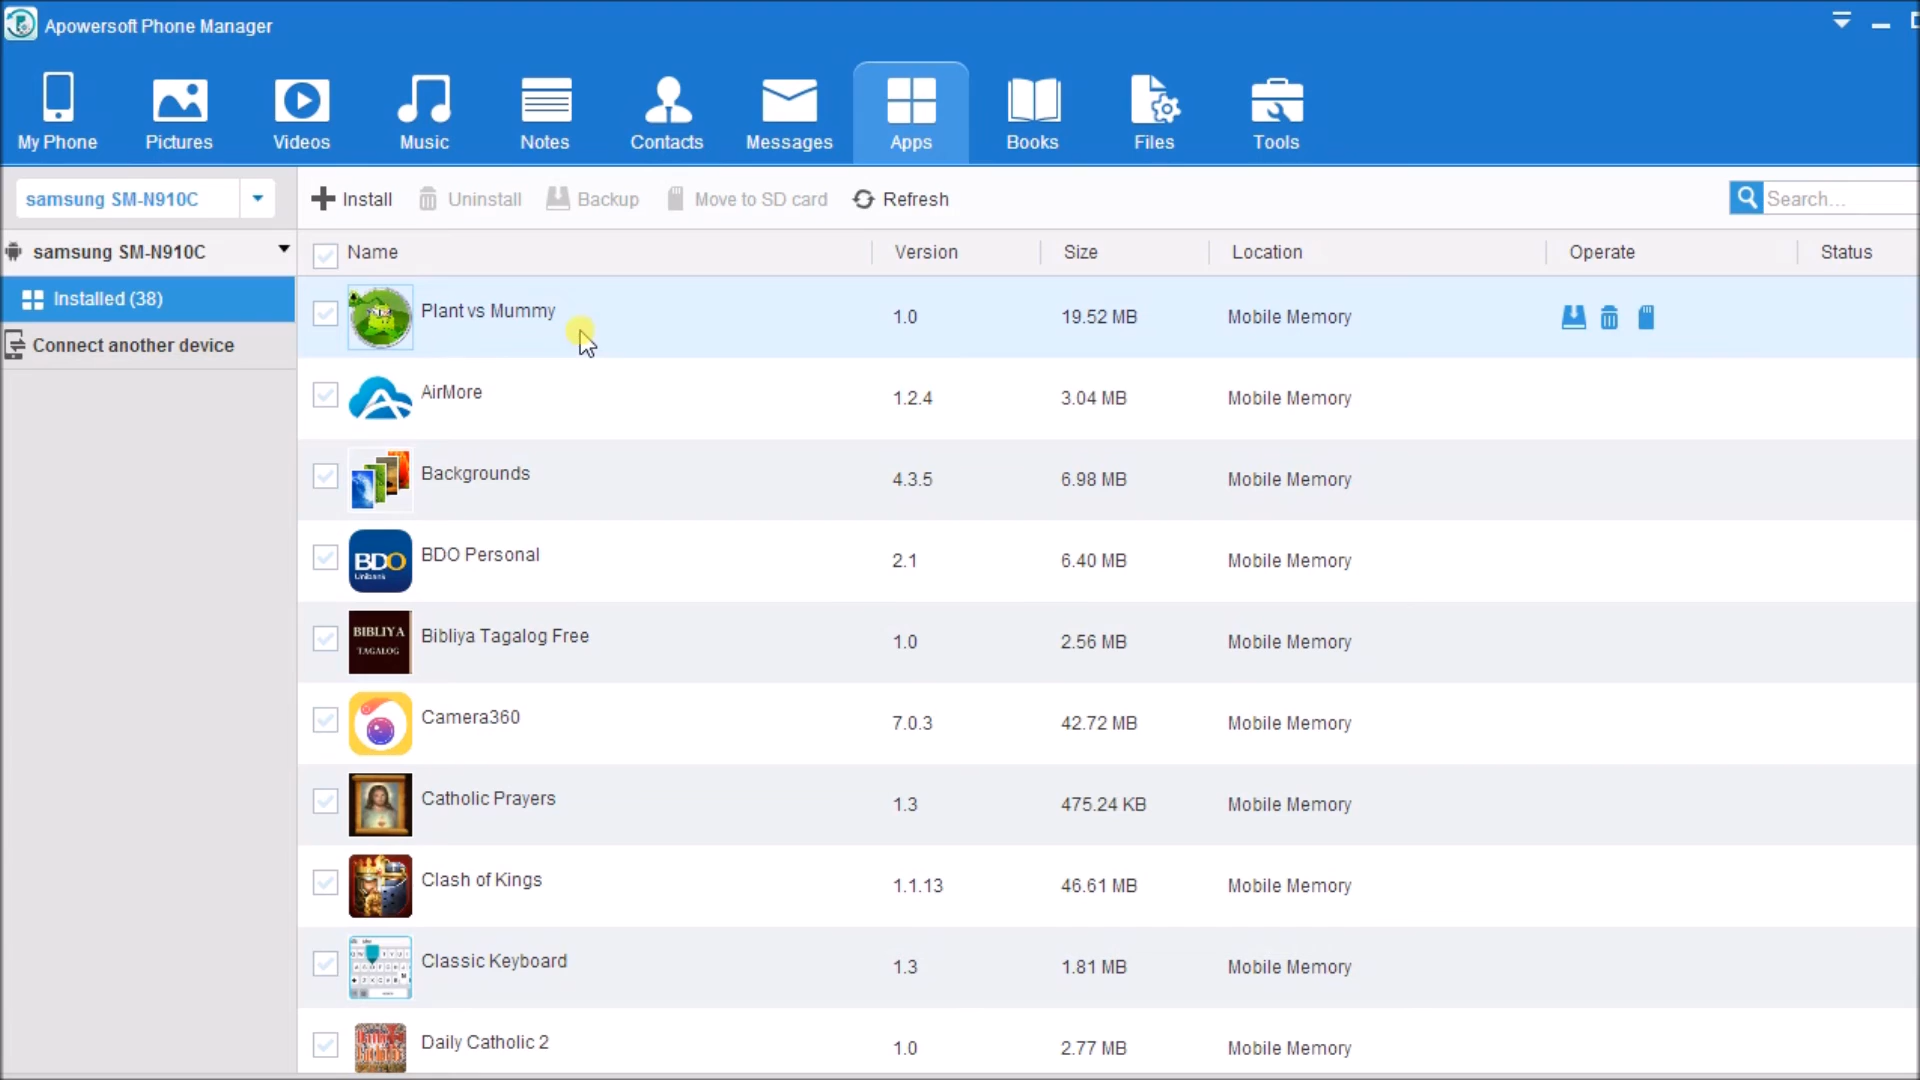 Apowersoft Phone Manager
My Phone
Pictures
Videos
Music
Notes
Contacts
Messages
Apps
Books
Files
Tools
samsung SM-N910C
Install
Uninstall
Backup
Move to SD card
Refresh
Search...
samsung SM-N910C
Name
Version
Size
Location
Operate
Status
Installed (38)
Connect another device
Plant vs Mummy 1.0 19.52 MB Mobile Memory
AirMore 1.2.4 3.04 MB Mobile Memory
Backgrounds 4.3.5 6.98 MB Mobile Memory
BDO
Unibank
BDO Personal 2.1 6.40 MB Mobile Memory
BIBLIYA
TAGALOG
Bibliya Tagalog Free 1.0 2.56 MB Mobile Memory
Camera360 7.0.3 42.72 MB Mobile Memory
Catholic Prayers 1.3 475.24 KB Mobile Memory
Clash of Kings 1.1.13 46.61 MB Mobile Memory
Classic Keyboard 1.3 1.81 MB Mobile Memory
Daily Catholic 2 1.0 2.77 MB Mobile Memory